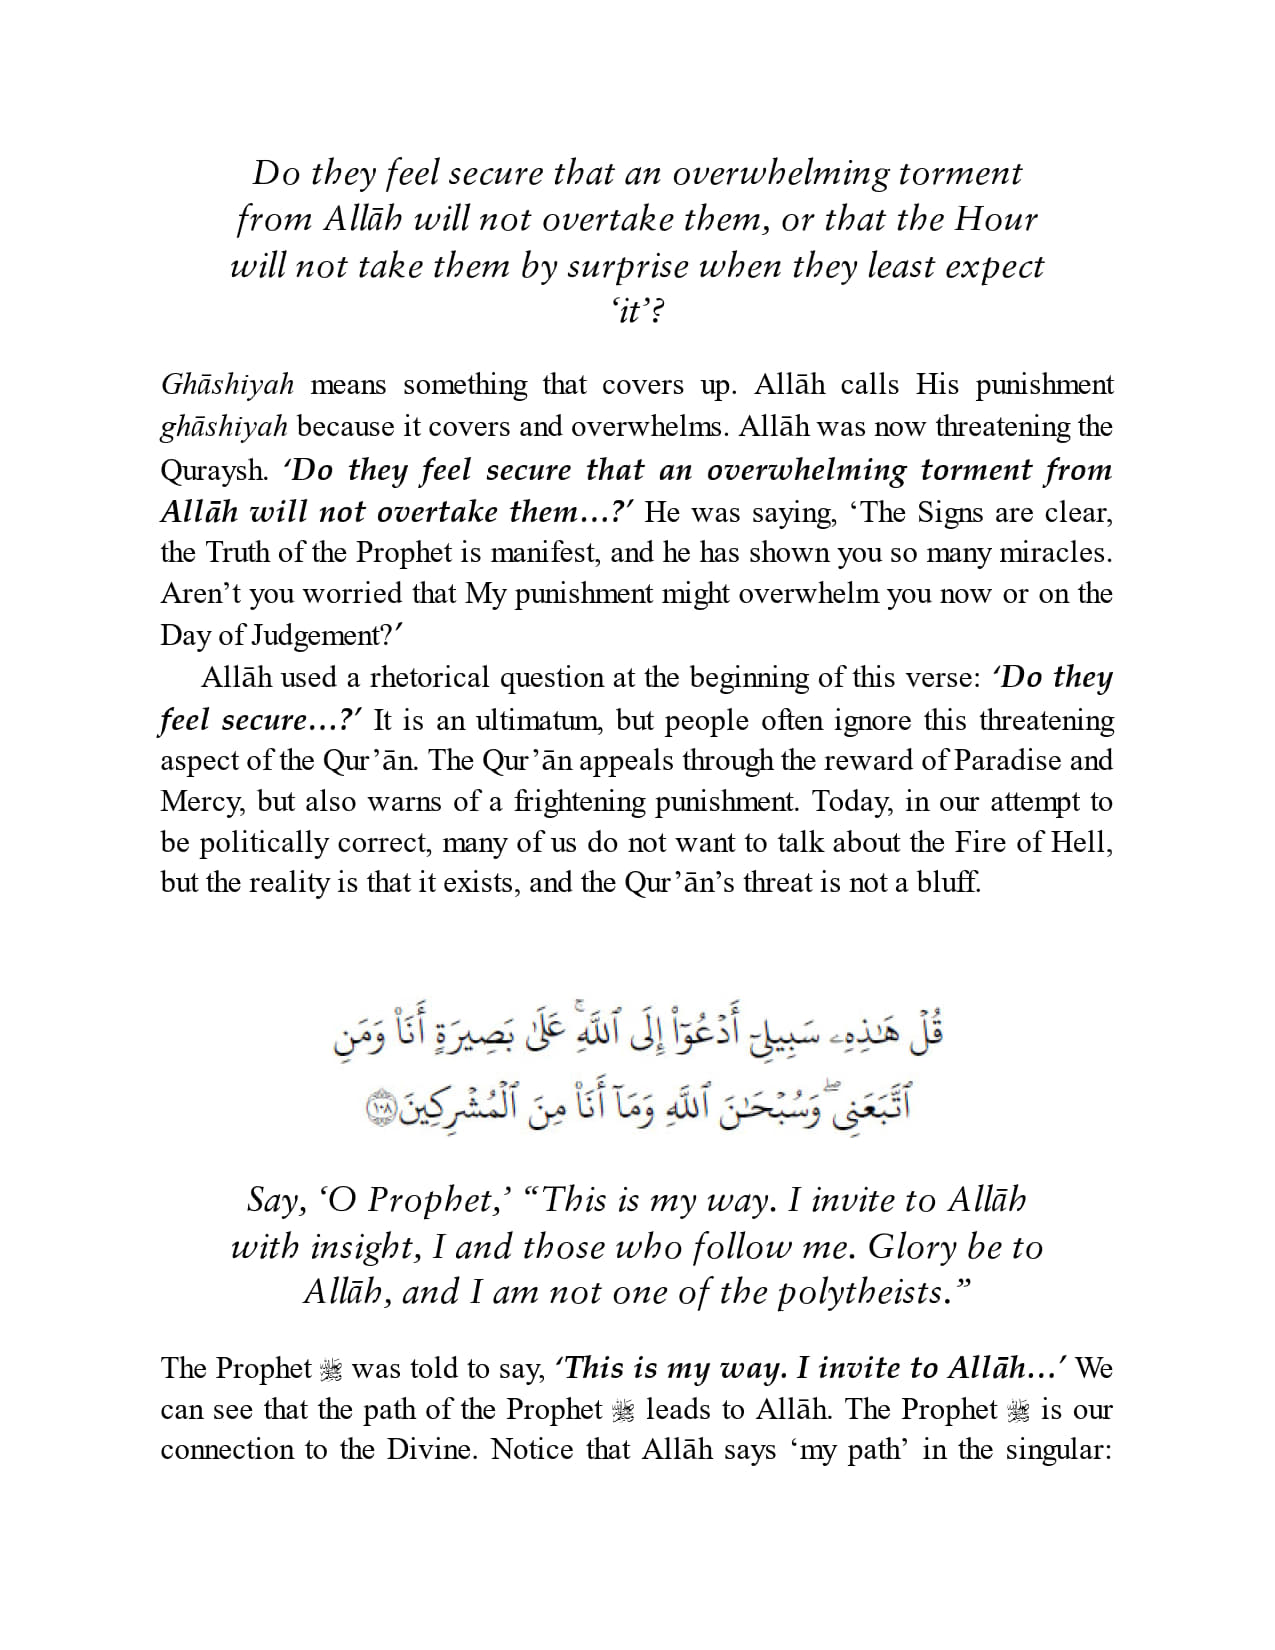 Do they feel secure that an overwhelming torment
from Allāh will not overtake them, or that the Hour
will not take them by surprise when they least expect
‘it’?
Ghāshiyah means something that covers up. Allāh calls His punishment
ghāshiyah because it covers and overwhelms. Allāh was now threatening the
Quraysh. ‘Do they feel secure that an overwhelming torment from
Allāh will not overtake them…?’ He was saying, ‘The Signs are clear,
the Truth of the Prophet is manifest, and he has shown you so many miracles.
Aren’t you worried that My punishment might overwhelm you now or on the
Day of Judgement?’
Allāh used a rhetorical question at the beginning of this verse: ‘Do they
feel secure…?’ It is an ultimatum, but people often ignore this threatening
aspect of the Qur’ān. The Qur’ān appeals through the reward of Paradise and
Mercy, but also warns of a frightening punishment. Today, in our attempt to
be politically correct, many of us do not want to talk about the Fire of Hell,
but the reality is that it exists, and the Qur’ān’s threat is not a bluff.
قُلۡ هَٰذِهِۦ سَبِيلِيٓ أَدۡعُوٓاْ إِلَى ٱللَّهِۚ عَلَىٰ بَصِيرَةٍ أَنَا۠ وَمَنِ
ٱتَّبَعَنِيۖ وَسُبۡحَٰنَ ٱللَّهِ وَمَآ أَنَا۠ مِنَ ٱلۡمُشۡرِكِينَ ١٠٨
Say, ‘O Prophet,’ “This is my way. I invite to Allāh
with insight, I and those who follow me. Glory be to
Allāh, and I am not one of the polytheists.”
The Prophet ﷺ was told to say, ‘This is my way. I invite to Allāh…’ We
can see that the path of the Prophet ﷺ leads to Allāh. The Prophet ﷺ is our
connection to the Divine. Notice that Allāh says ‘my path’ in the singular: